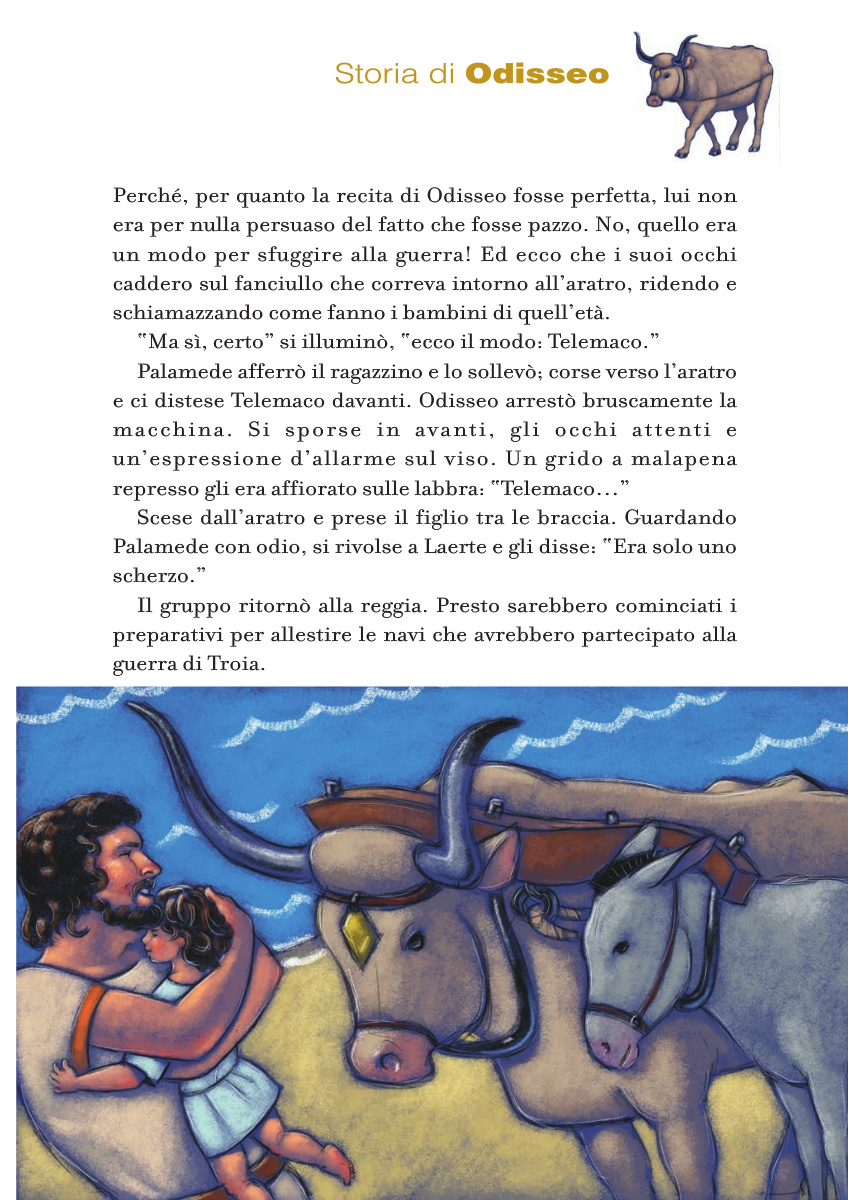 Storia di Odisseo
Perché, per quanto la recita di Odisseo fosse perfetta, lui non
era per nulla persuaso del fatto che fosse pazzo. No, quello era
un modo per sfuggire alla guerra! Ed ecco che i suoi occhi
caddero sul fanciullo che correva intorno all’aratro, ridendo e
schiamazzando come fanno i bambini di quell’età.
“Ma sì, certo” si illuminò, “ecco il modo: Telemaco.”
Palamede afferrò il ragazzino e lo sollevò; corse verso l’aratro
e ci distese Telemaco davanti. Odisseo arrestò bruscamente la
macchina. Si sporse in avanti, gli occhi attenti e
un’espressione d’allarme sul viso. Un grido a malapena
represso gli era affiorato sulle labbra: “Telemaco…”
Scese dall’aratro e prese il figlio tra le braccia. Guardando
Palamede con odio, si rivolse a Laerte e gli disse: “Era solo uno
scherzo.”
Il gruppo ritornò alla reggia. Presto sarebbero cominciati i
preparativi per allestire le navi che avrebbero partecipato alla
guerra di Troia.